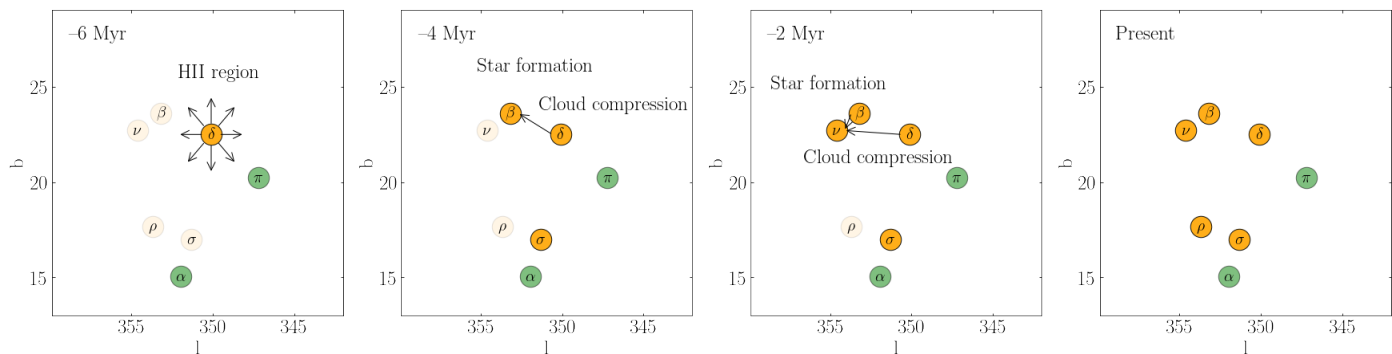 –6 Myr
HII region
β
ν
δ
π
ρ
σ
α
25
20
15
b
355 350 345
l
–4 Myr
Star formation
Cloud compression
β
ν
δ
π
ρ
σ
α
25
20
15
b
355 350 345
l
–2 Myr
Star formation
β
ν
δ
Cloud compression
π
ρ
σ
α
25
20
15
b
355 350 345
l
Present
β
ν
δ
π
ρ
σ
α
25
20
15
b
355 350 345
l